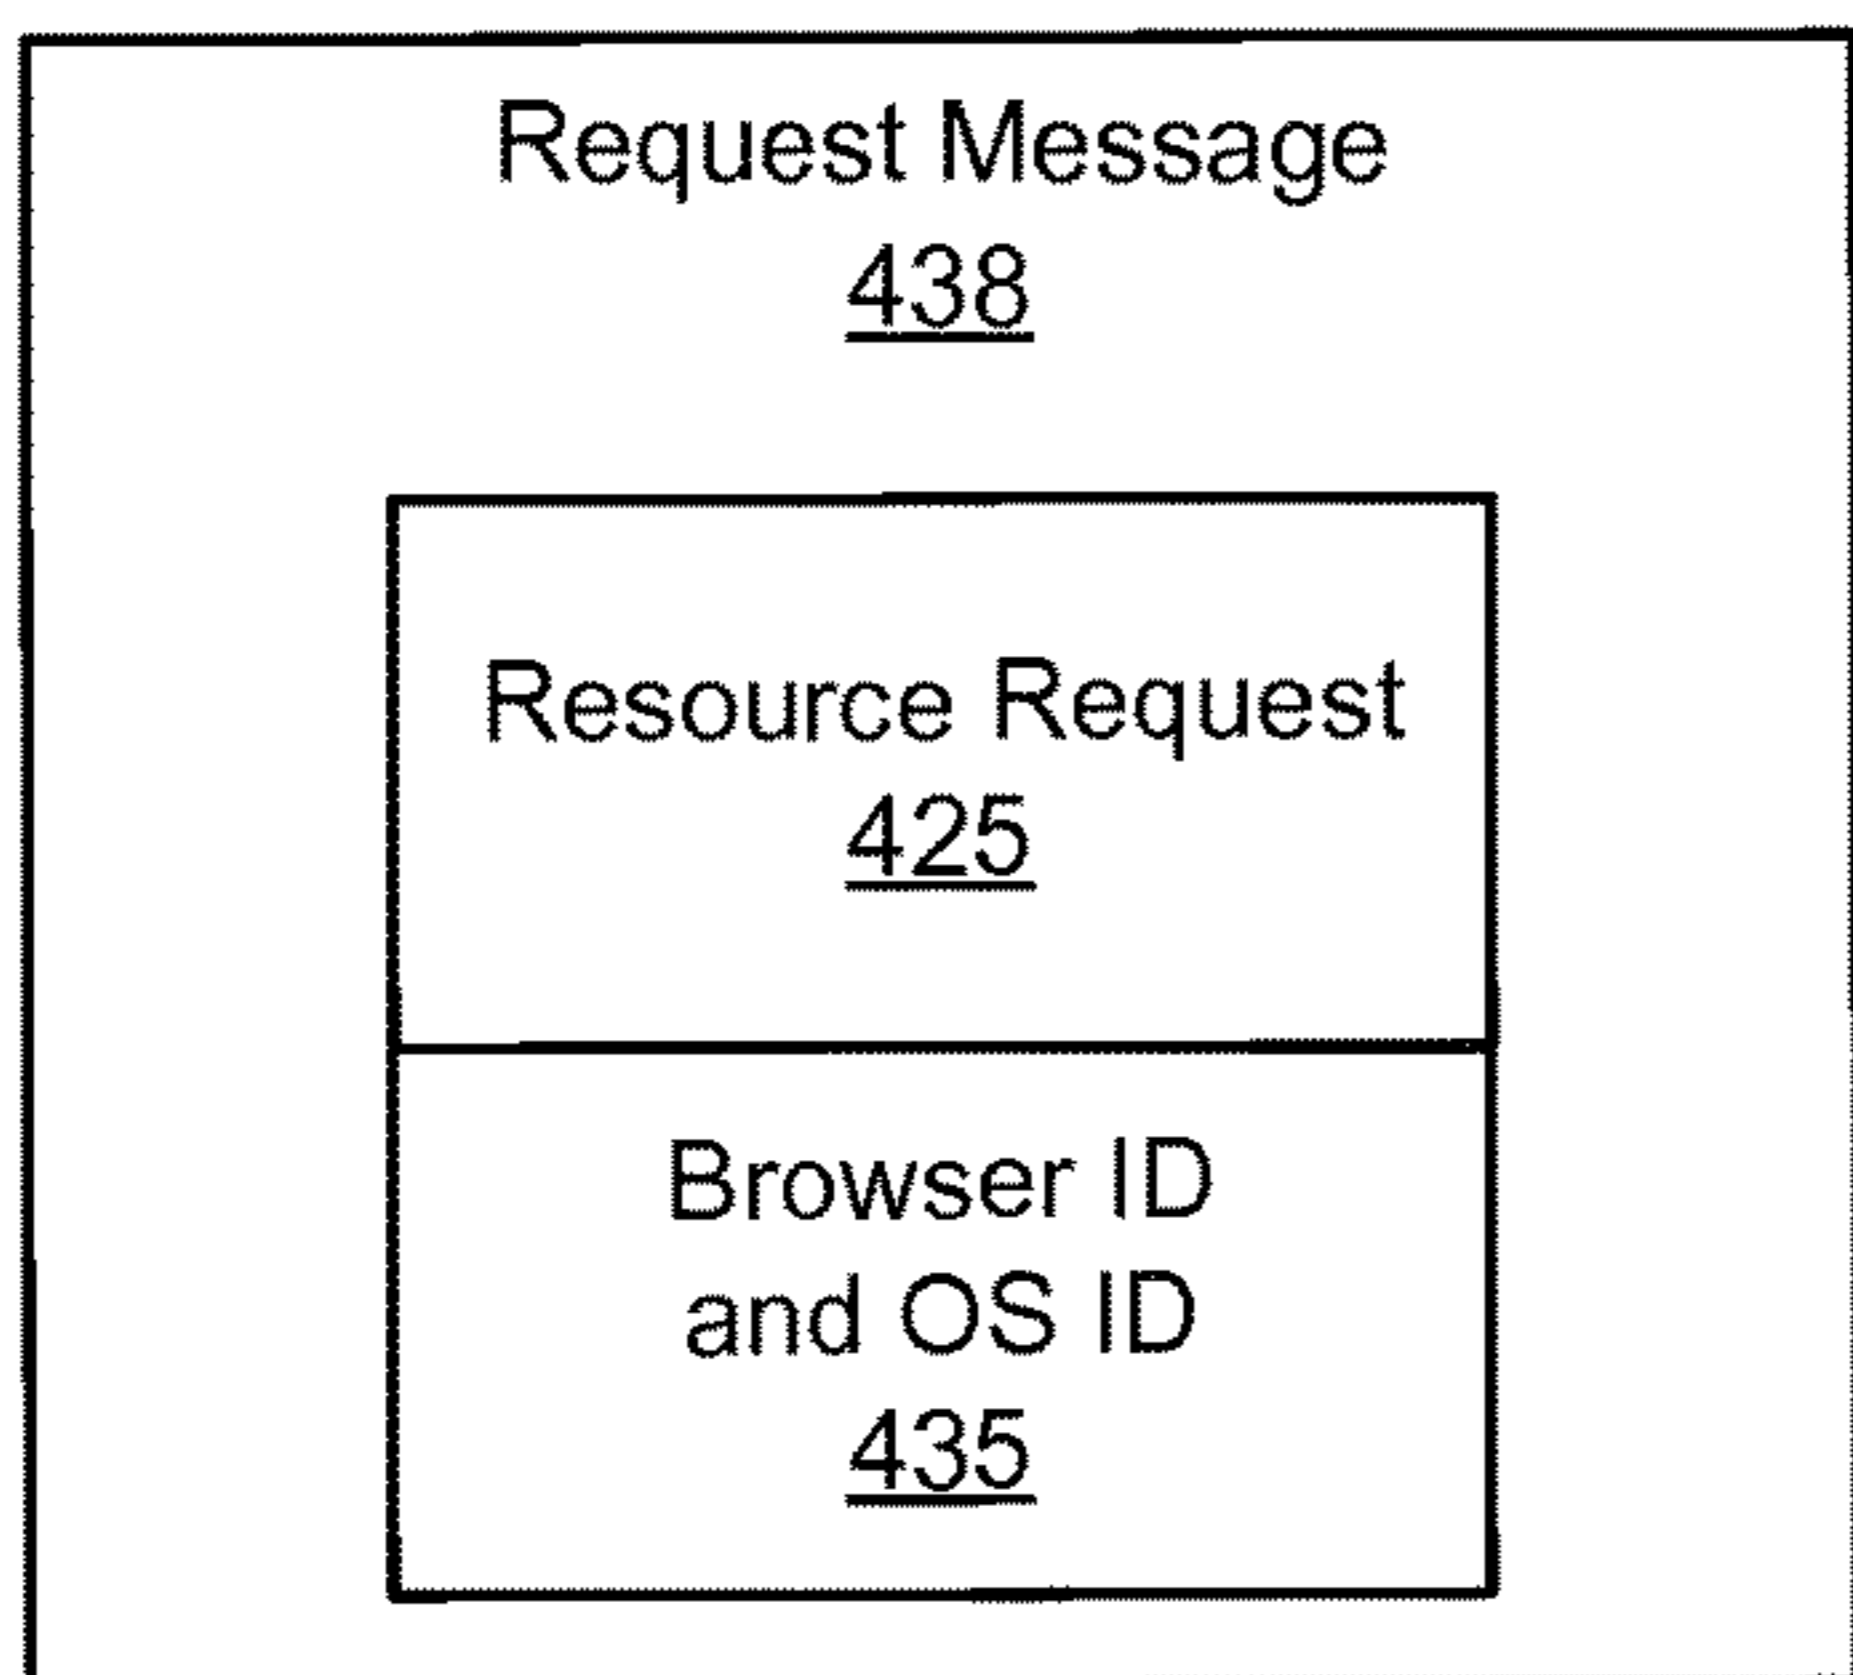 Request Message
438
Resource Request
425
Browser ID
and OS ID
435